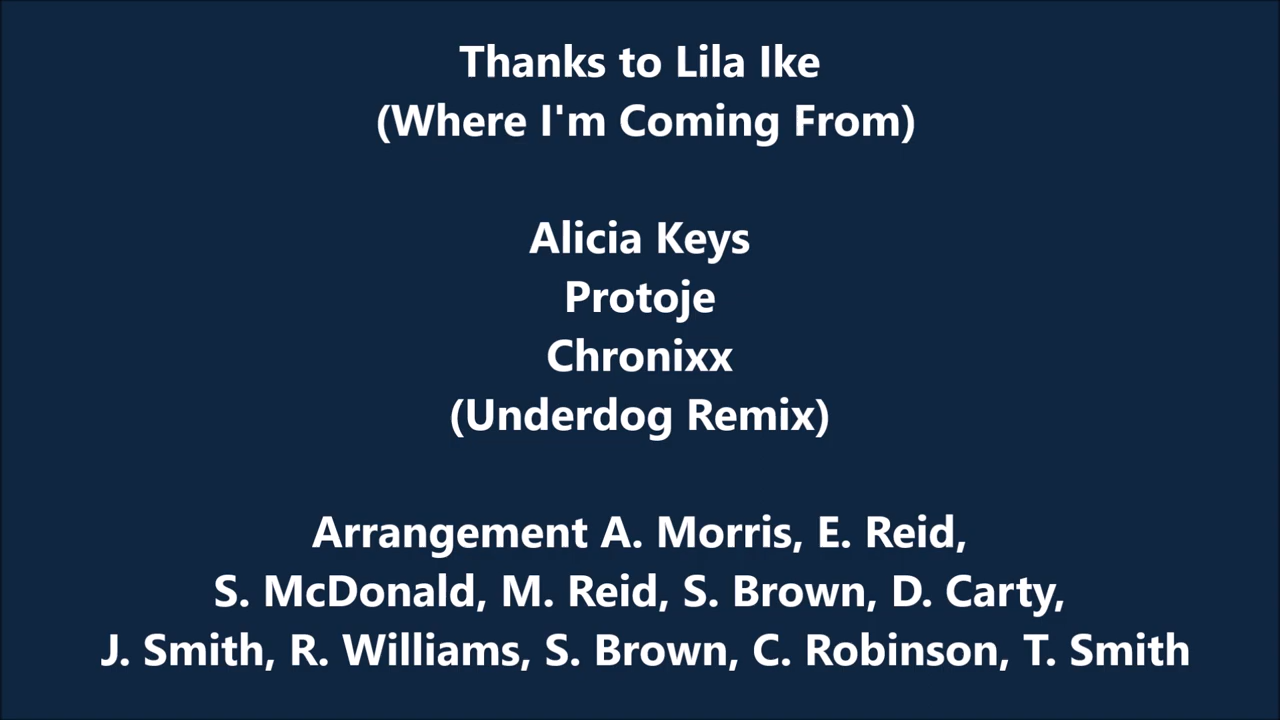 Thanks to Lila Ike
(Where I'm Coming From)
Alicia Keys
Protoje
Chronixx
(Underdog Remix)
Arrangement A. Morris, E. Reid,
S. McDonald, M. Reid, S. Brown, D. Carty,
J. Smith, R. Williams, S. Brown, C. Robinson, T. Smith